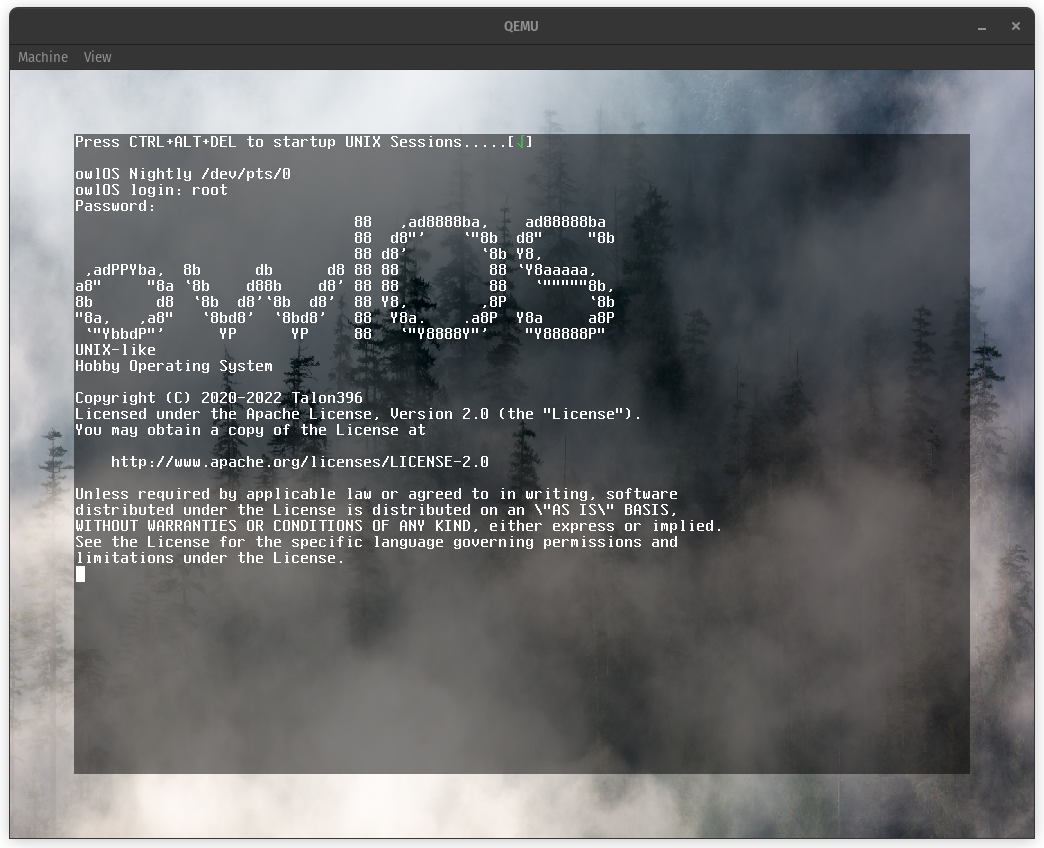 QEMU
Machine View
Press CTRL+ALT+DEL to startup UNIX Sessions.....[√]
owlOS Nightly /dev/pts/0
owlOS login: root
Password:
                               88   ,ad8888ba,    ad88888ba
                               88  d8"'    `"8b  d8"     "8b
                               88 d8'        `8b Y8,
 ,adPPYba,  8b      db      d8 88 88          88 `Y8aaaaa,
a8"     "8a `8b    d88b    d8' 88 88          88   `"""""8b,
8b       d8  `8b  d8'`8b  d8'  88 Y8,        ,8P         `8b
"8a,   ,a8"   `8bd8'  `8bd8'   88  Y8a.    .a8P  Y8a     a8P
 `"YbbdP"'      YP      YP     88   `"Y8888Y"'    "Y88888P"
UNIX-like
Hobby Operating System
Copyright (C) 2020-2022 Talon396
Licensed under the Apache License, Version 2.0 (the "License").
You may obtain a copy of the License at
http://www.apache.org/licenses/LICENSE-2.0
Unless required by applicable law or agreed to in writing, software
distributed under the License is distributed on an \"AS IS\" BASIS,
WITHOUT WARRANTIES OR CONDITIONS OF ANY KIND, either express or implied.
See the License for the specific language governing permissions and
limitations under the License.